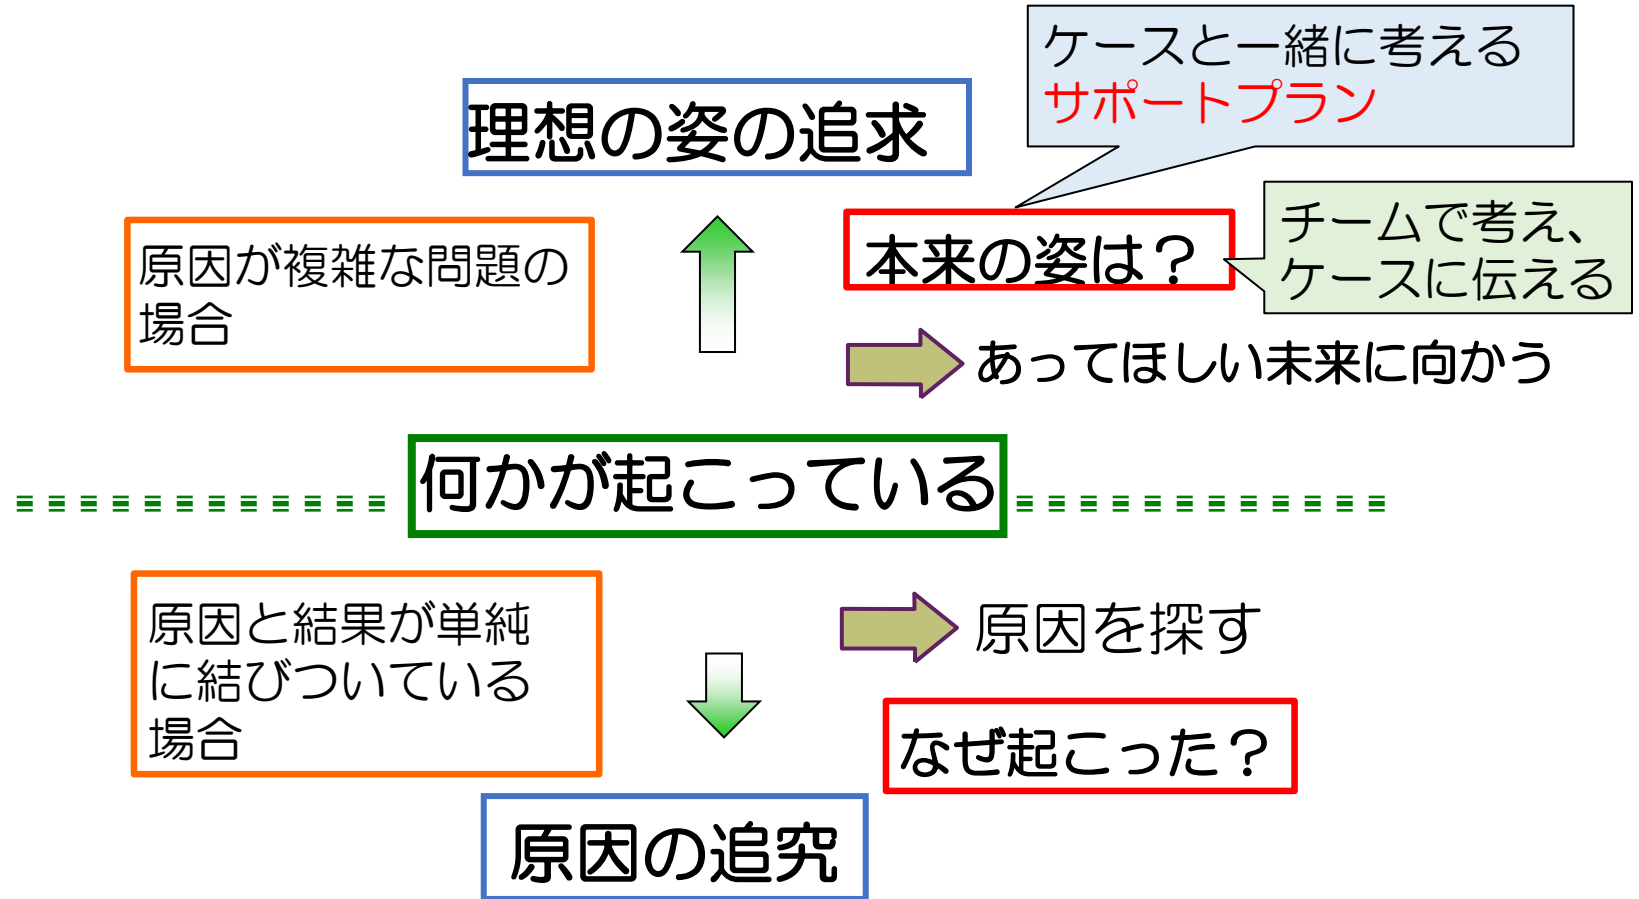 ケースと一緒に考える
サポートプラン
理想の姿の追求
チームで考え、
ケースに伝える
原因が複雑な問題の
場合
本来の姿は？
あってほしい未来に向かう
何かが起こっている
原因と結果が単純
に結びついている
場合
原因を探す
なぜ起こった？
原因の追究